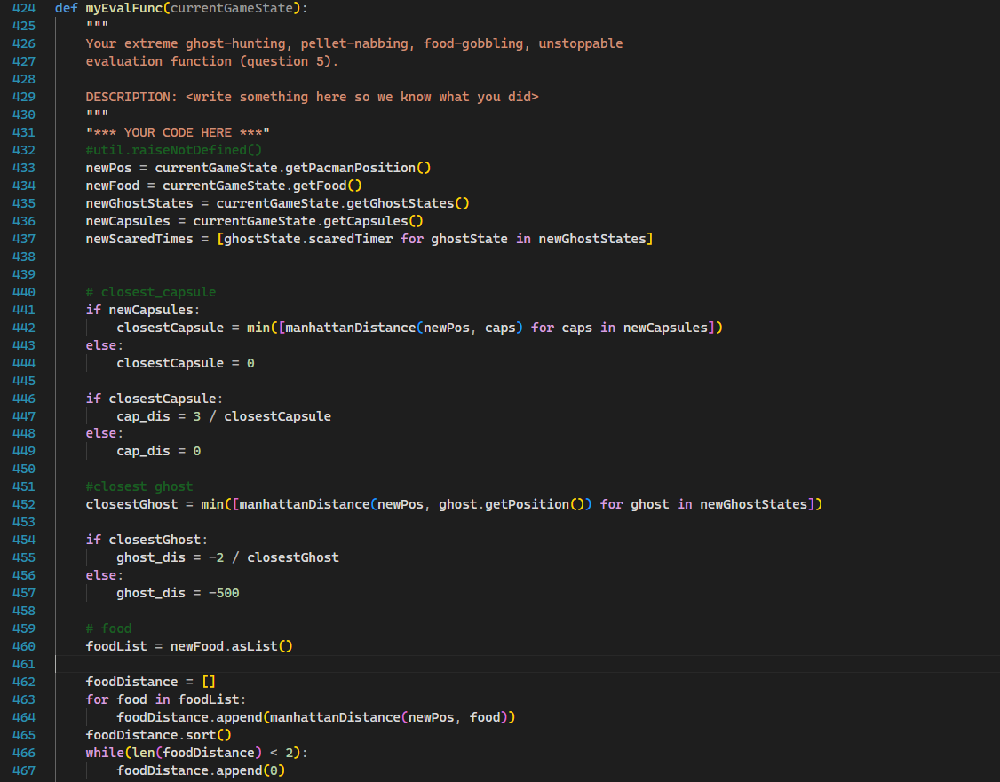 424 def myEvalFunc(currentGameState):
425     """
426     Your extreme ghost-hunting, pellet-nabbing, food-gobbling, unstoppable
427     evaluation function (question 5).
428
429     DESCRIPTION: <write something here so we know what you did>
430     """
431     "*** YOUR CODE HERE ***"
432     #util.raiseNotDefined()
433     newPos = currentGameState.getPacmanPosition()
434     newFood = currentGameState.getFood()
435     newGhostStates = currentGameState.getGhostStates()
436     newCapsules = currentGameState.getCapsules()
437     newScaredTimes = [ghostState.scaredTimer for ghostState in newGhostStates]
438
439
440     # closest_capsule
441     if newCapsules:
442         closestCapsule = min([manhattanDistance(newPos, caps) for caps in newCapsules])
443     else:
444         closestCapsule = 0
445
446     if closestCapsule:
447         cap_dis = 3 / closestCapsule
448     else:
449         cap_dis = 0
450
451     #closest ghost
452     closestGhost = min([manhattanDistance(newPos, ghost.getPosition()) for ghost in newGhostStates])
453
454     if closestGhost:
455         ghost_dis = -2 / closestGhost
456     else:
457         ghost_dis = -500
458
459     # food
460     foodList = newFood.asList()
461
462     foodDistance = []
463     for food in foodList:
464         foodDistance.append(manhattanDistance(newPos, food))
465     foodDistance.sort()
466     while(len(foodDistance) < 2):
467         foodDistance.append(0)